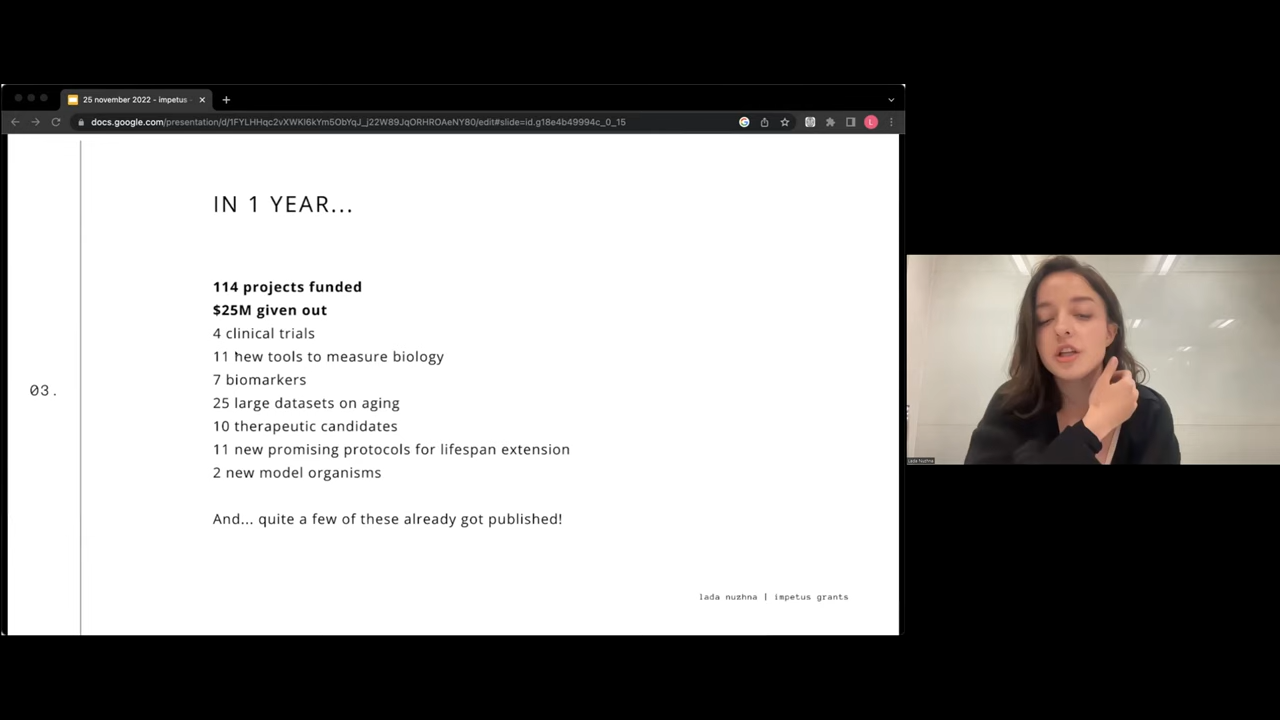 25 november 2022 - impetus
docs.google.com/presentation/d/1FYLHHqc2vXWKI6kYm5ObYqJ_j22W89JqORHROAeNY80/edit#slide=id.g18e4b49994c_0_15
L
IN 1 YEAR...
114 projects funded
$25M given out
4 clinical trials
11 new tools to measure biology
7 biomarkers
03.
25 large datasets on aging
10 therapeutic candidates
11 new promising protocols for lifespan extension
2 new model organisms
And... quite a few of these already got published!
lada nuzhna | impetus grants
Lada Nuzhna